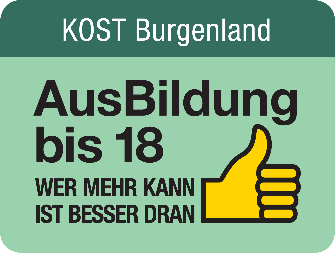 KOST Burgenland
AusBildung
bis 18
WER MEHR KANN
IST BESSER DRAN